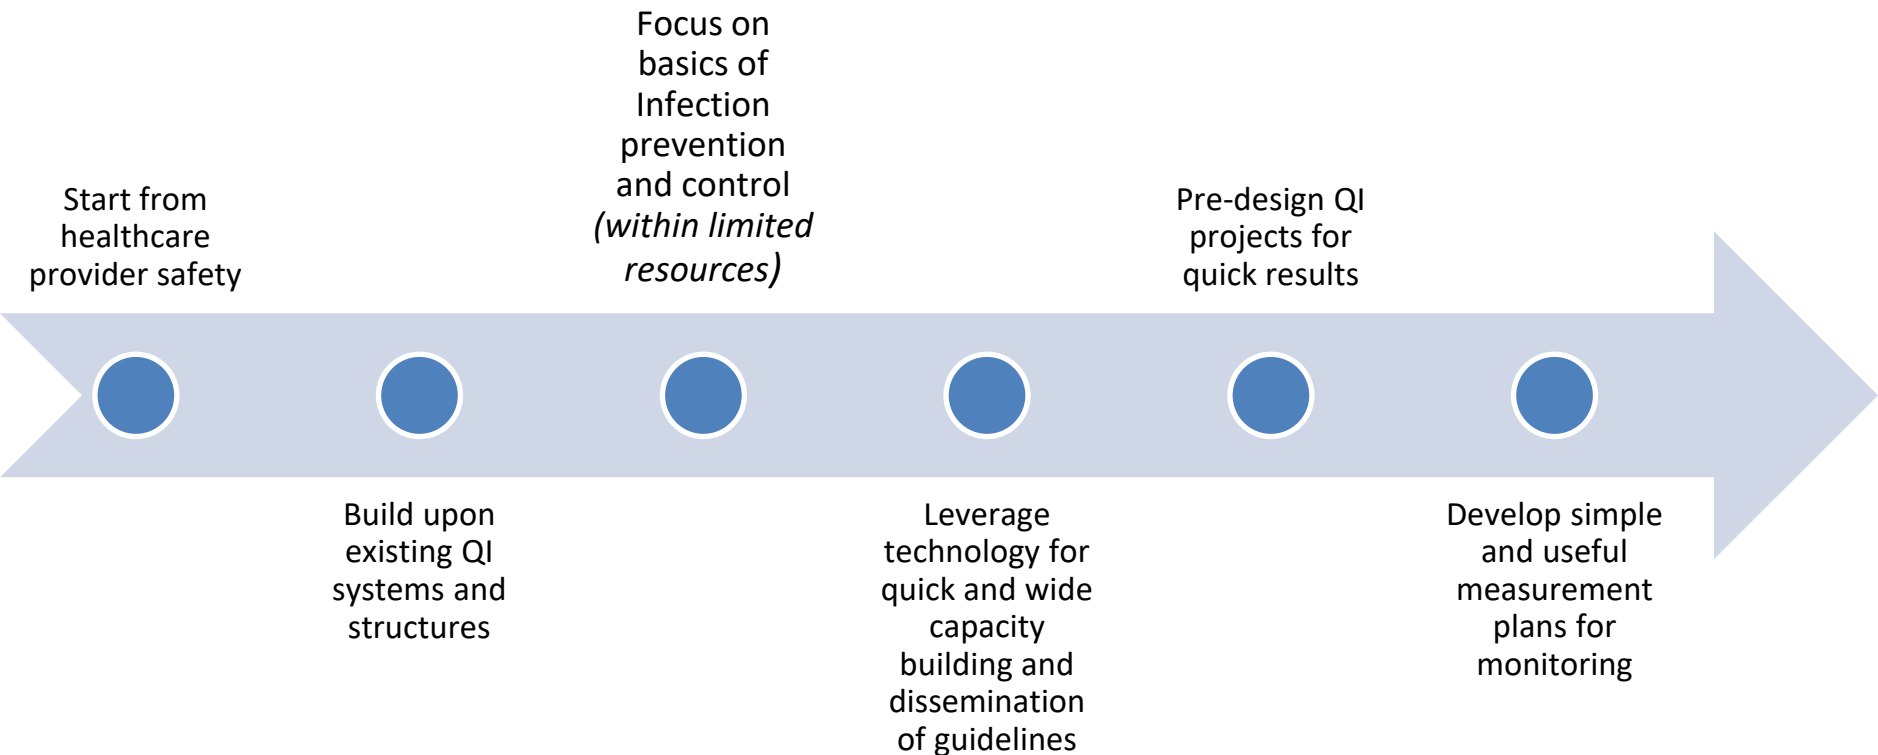 Start from
healthcare
provider safety
Build upon
existing QI
systems and
structures
Focus on
basics of
Infection
prevention
and control
(within limited
resources)
Leverage
technology for
quick and wide
capacity
building and
dissemination
of guidelines
Pre-design QI
projects for
quick results
Develop simple
and useful
measurement
plans for
monitoring